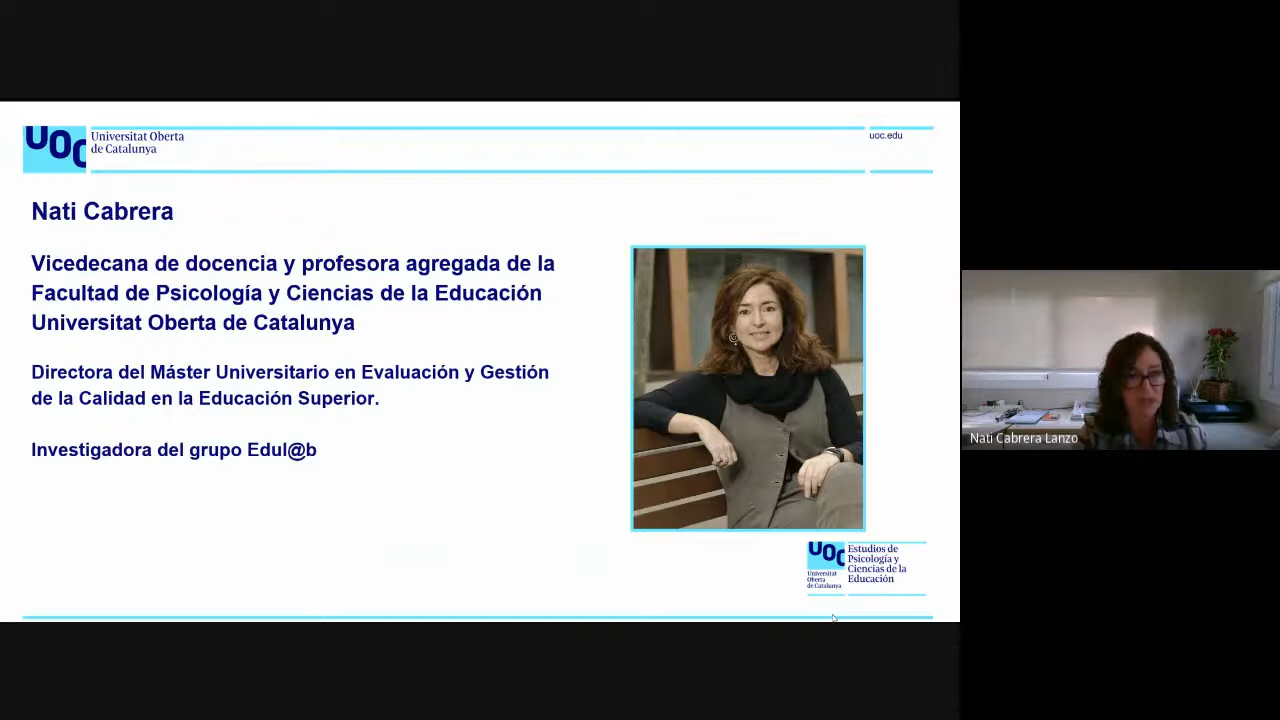 UOC
Universitat Oberta
de Catalunya
uoc.edu
Nati Cabrera
Vicedecana de docencia y profesora agregada de la
Facultad de Psicología y Ciencias de la Educación
Universitat Oberta de Catalunya
Directora del Máster Universitario en Evaluación y Gestión
de la Calidad en la Educación Superior.
Investigadora del grupo Edul@b
Nati Cabrera Lanzo
UOC
Universitat
Oberta
de Catalunya
Estudios de
Psicología y
Ciencias de la
Educación